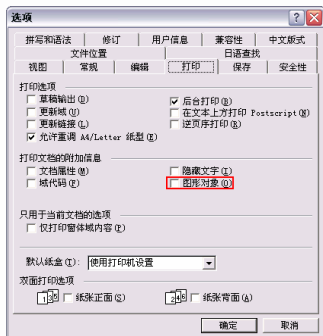 选项
拼写和语法 修订 用户信息 兼容性 中文版式
文件位置 日语查找
视图 常规 编辑 打印 保存 安全性
打印选项
草稿输出(D) 后台打印(B)
更新域(U) 在文本上方打印 Postscript(N)
更新链接(L) 逆页序打印(R)
允许重调 A4/Letter 纸型(E)
打印文档的附加信息
文档属性(M) 隐藏文字(I)
域代码(F) 图形对象(O)
只用于当前文档的选项
仅打印窗体域内容(P)
默认纸盒(T): 使用打印机设置
双面打印选项
纸张正面(S) 纸张背面(A)
确定 取消